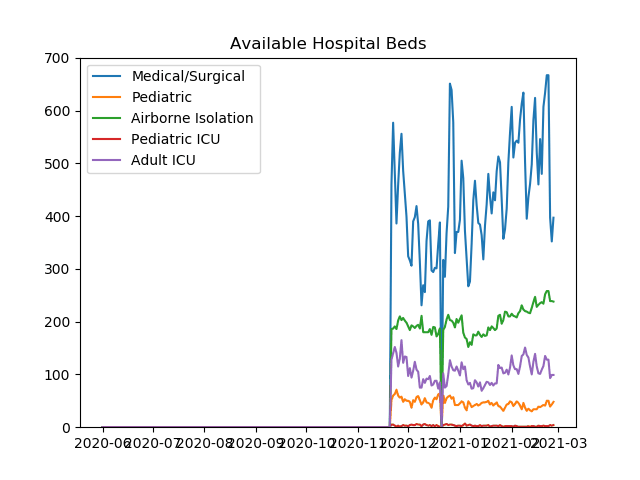 Available Hospital Beds
700
600
500
400
300
200
100
0
Medical/Surgical
Pediatric
Airborne Isolation
Pediatric ICU
Adult ICU
2020-06 2020-07 2020-08 2020-09 2020-10 2020-11 2020-12 2021-01 2021-02 2021-03